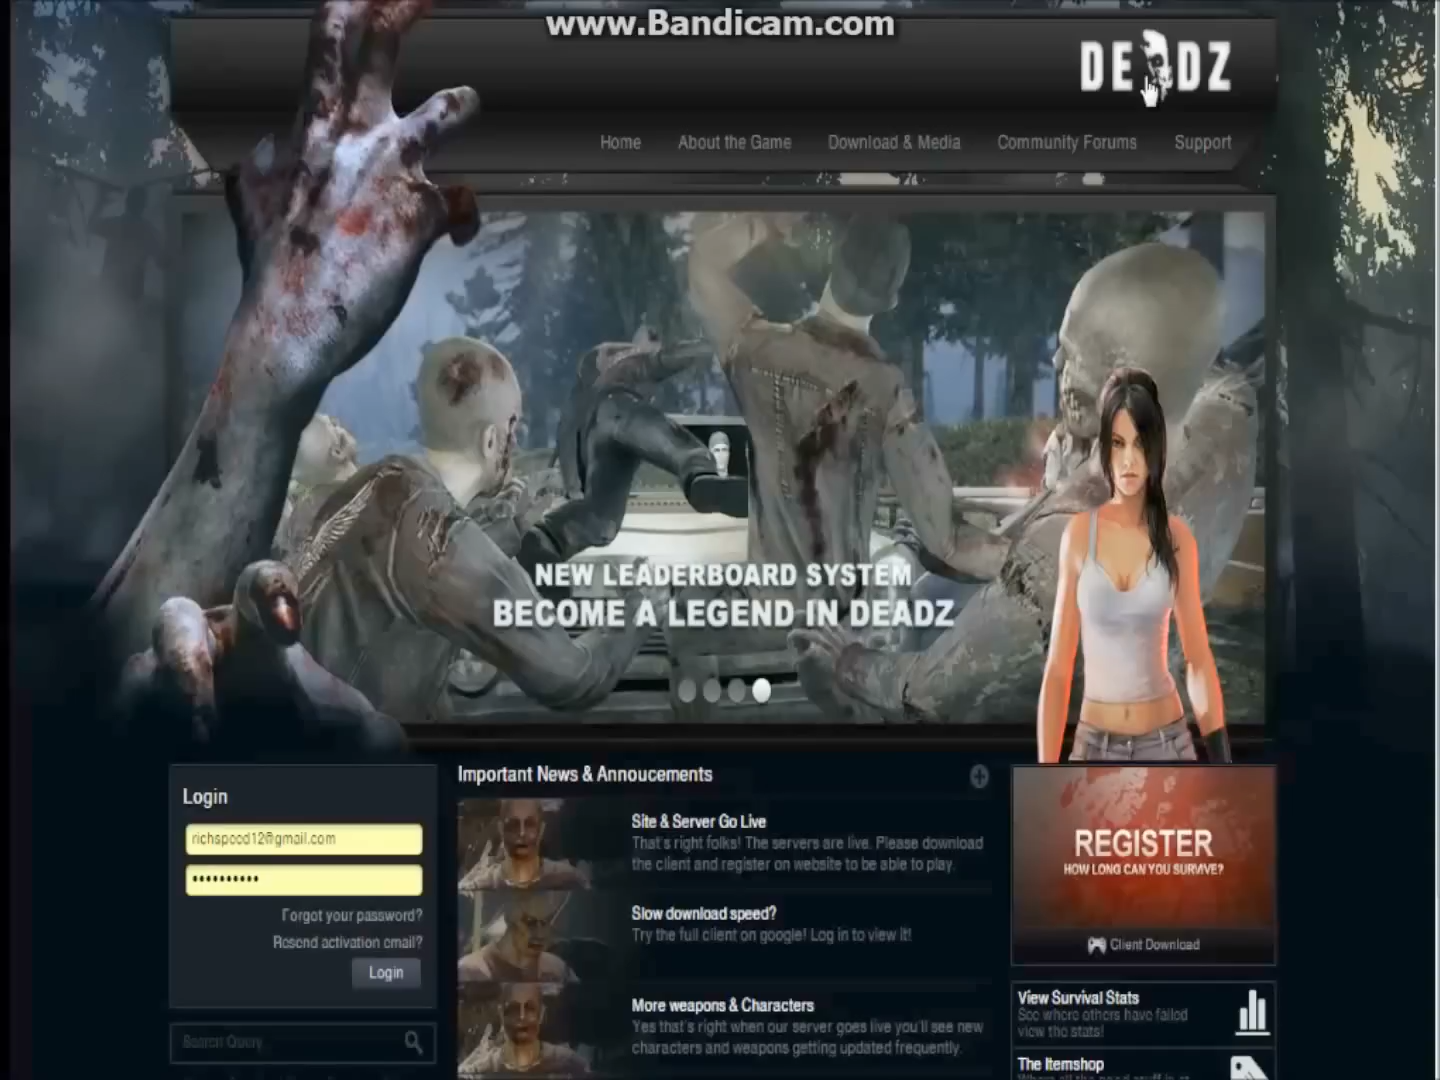 www.Bandicam.com
DEADZ
Home About the Game Download & Media Community Forums Support
NEW LEADERBOARD SYSTEM
BECOME A LEGEND IN DEADZ
Login
richspeed12@gmail.com
Forgot your password?
Resend activation email?
Login
Search Query
Important News & Annoucements
Site & Server Go Live
That's right folks! The servers are live. Please download
the client and register on website to be able to play.
Slow download speed?
Try the full client on google! Log in to view it!
More weapons & Characters
Yes that's right when our server goes live you'll see new
characters and weapons getting updated frequently.
REGISTER
HOW LONG CAN YOU SURVIVE?
Client Download
View Survival Stats
See where others have failed
view the stats!
The Itemshop